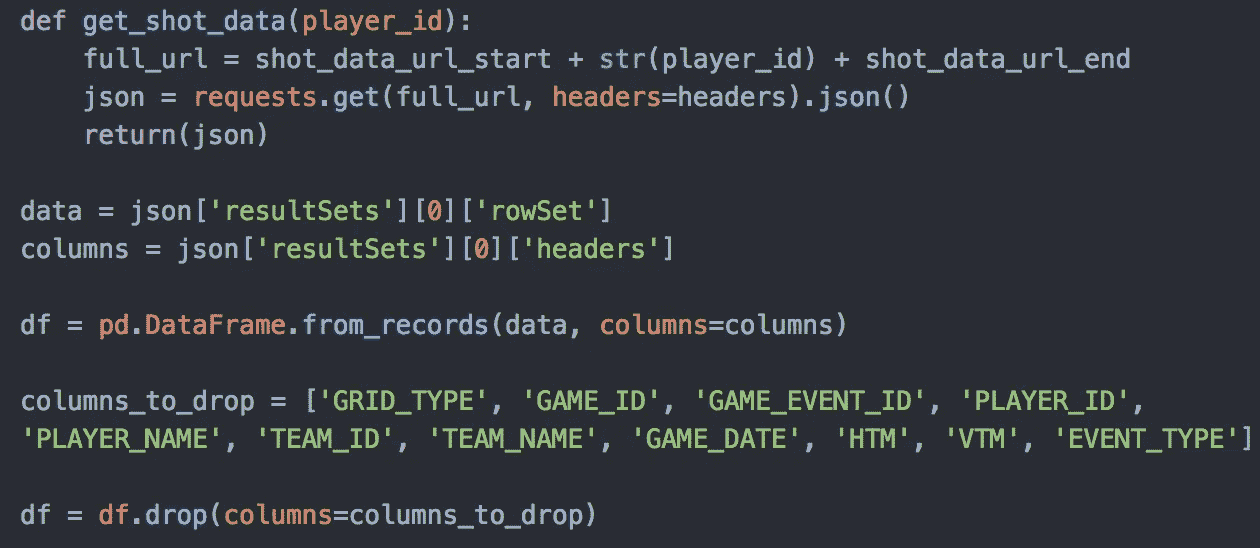 def get_shot_data(player_id):
    full_url = shot_data_url_start + str(player_id) + shot_data_url_end
    json = requests.get(full_url, headers=headers).json()
    return(json)

data = json['resultSets'][0]['rowSet']
columns = json['resultSets'][0]['headers']

df = pd.DataFrame.from_records(data, columns=columns)

columns_to_drop = ['GRID_TYPE', 'GAME_ID', 'GAME_EVENT_ID', 'PLAYER_ID',
'PLAYER_NAME', 'TEAM_ID', 'TEAM_NAME', 'GAME_DATE', 'HTM', 'VTM', 'EVENT_TYPE']

df = df.drop(columns=columns_to_drop)